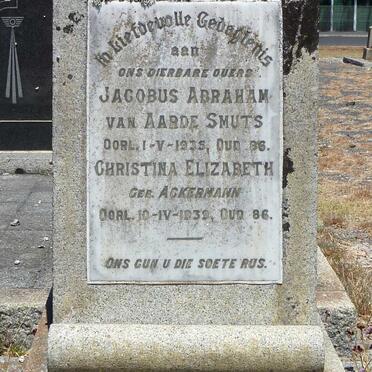 In Liefdevolle Gedagtenis
aan
ONS DIERBARE OUERS
JACOBUS ABRAHAM
VAN AARDE SMUTS
OORL. 1-V-1935, OUD 86.
CHRISTINA ELIZABETH
GEB. ACKERMANN
OORL. 10-IV-1939, OUD 86.
ONS GUN U DIE SOETE RUS.